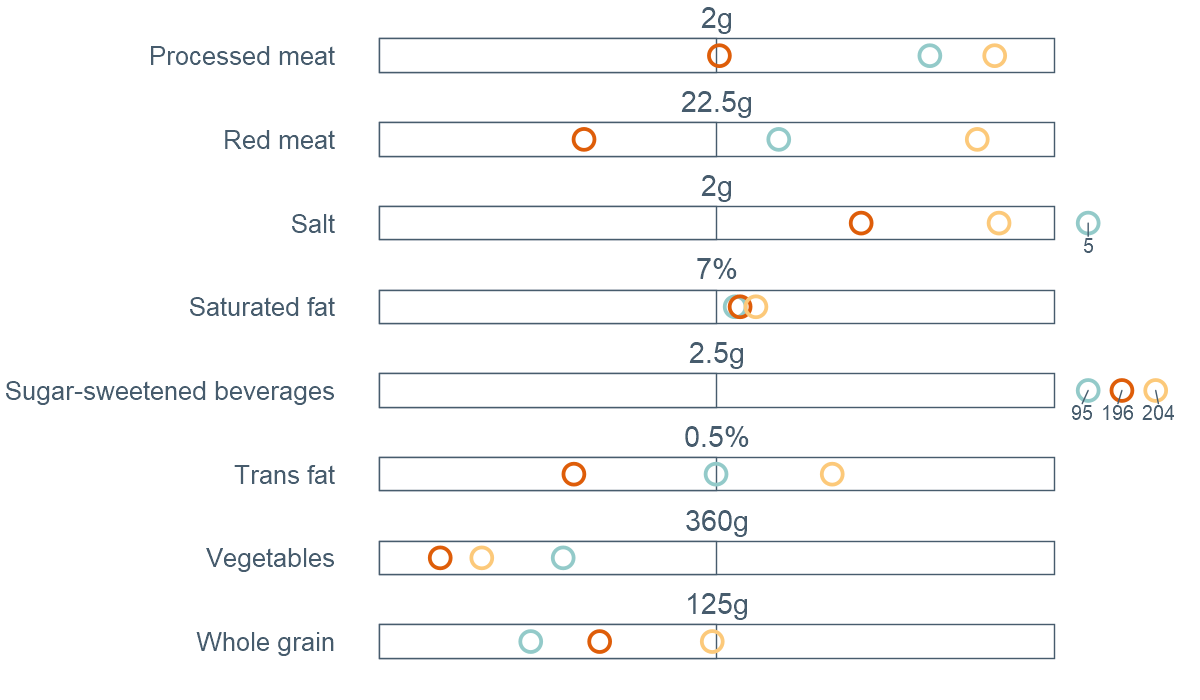 2g
Processed meat
22.5g
Red meat
2g
Salt
5
7%
Saturated fat
2.5g
Sugar-sweetened beverages
95 196 204
0.5%
Trans fat
360g
Vegetables
125g
Whole grain